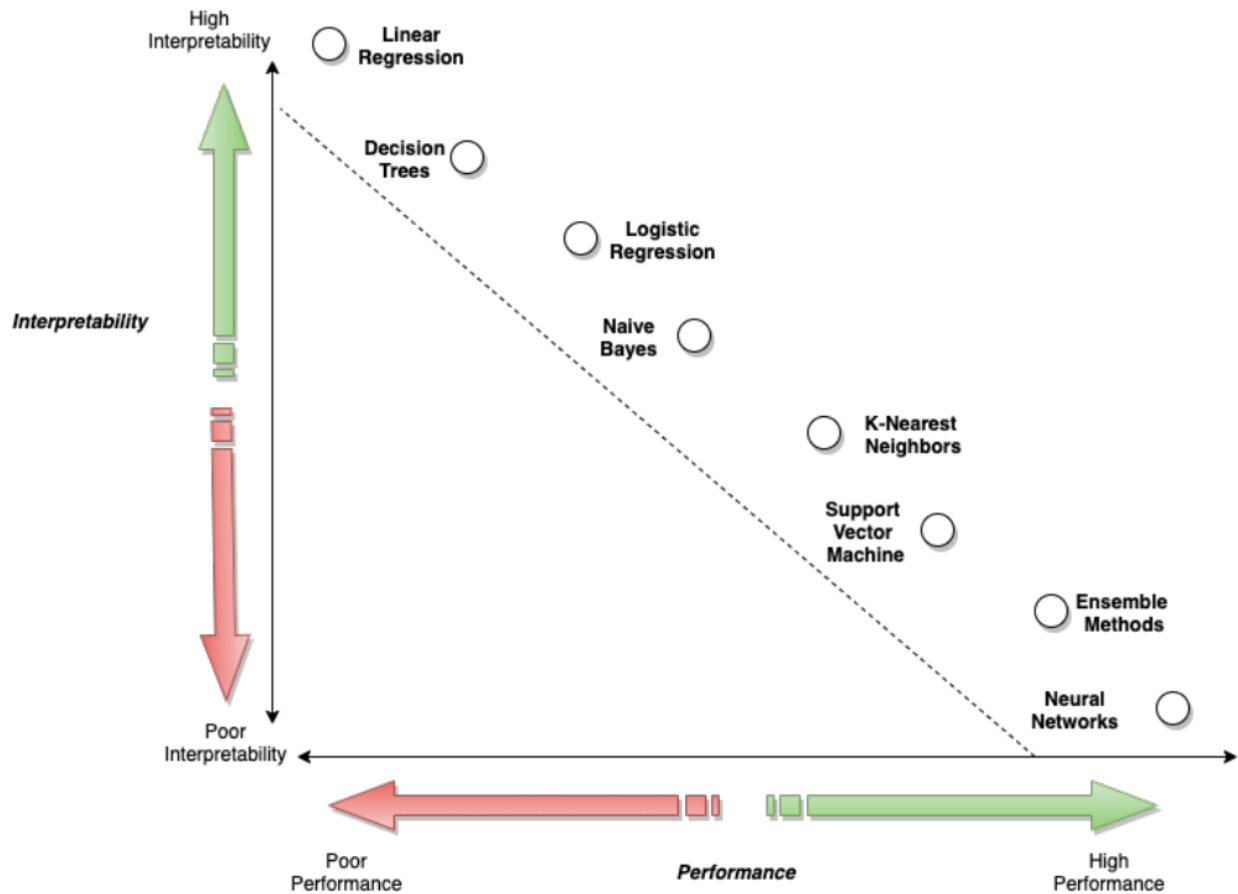 High
Interpretability
Linear
Regression
Decision
Trees
Logistic
Regression
Interpretability
Naive
Bayes
K-Nearest
Neighbors
Support
Vector
Machine
Ensemble
Methods
Neural
Networks
Poor
Interpretability
Poor
Performance
Performance
High
Performance